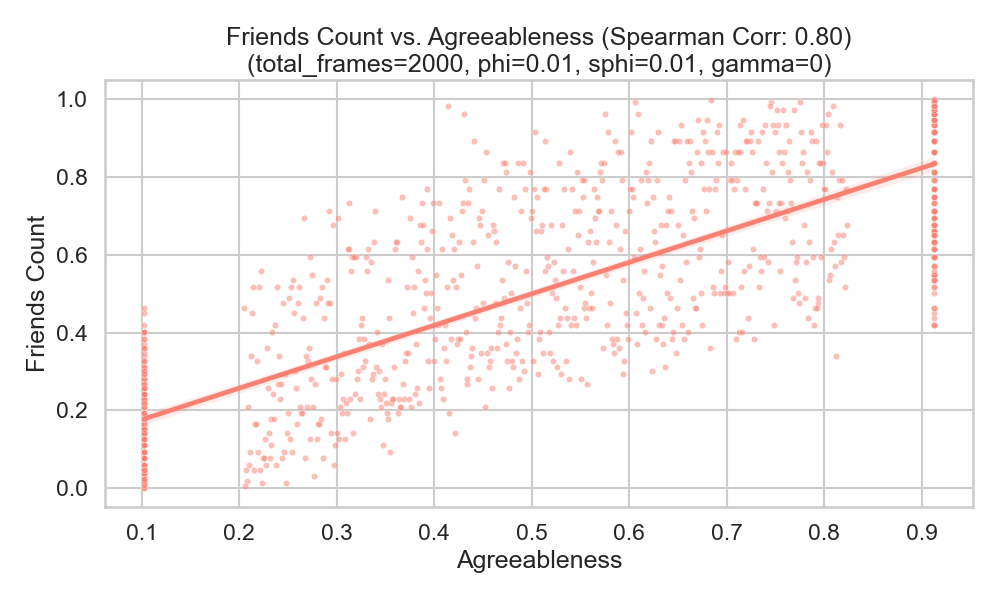 Friends Count vs. Agreeableness (Spearman Corr: 0.80)
(total_frames=2000, phi=0.01, sphi=0.01, gamma=0)
1.0
0.8
0.6
0.4
0.2
0.0
Friends Count
0.1 0.2 0.3 0.4 0.5 0.6 0.7 0.8 0.9
Agreeableness